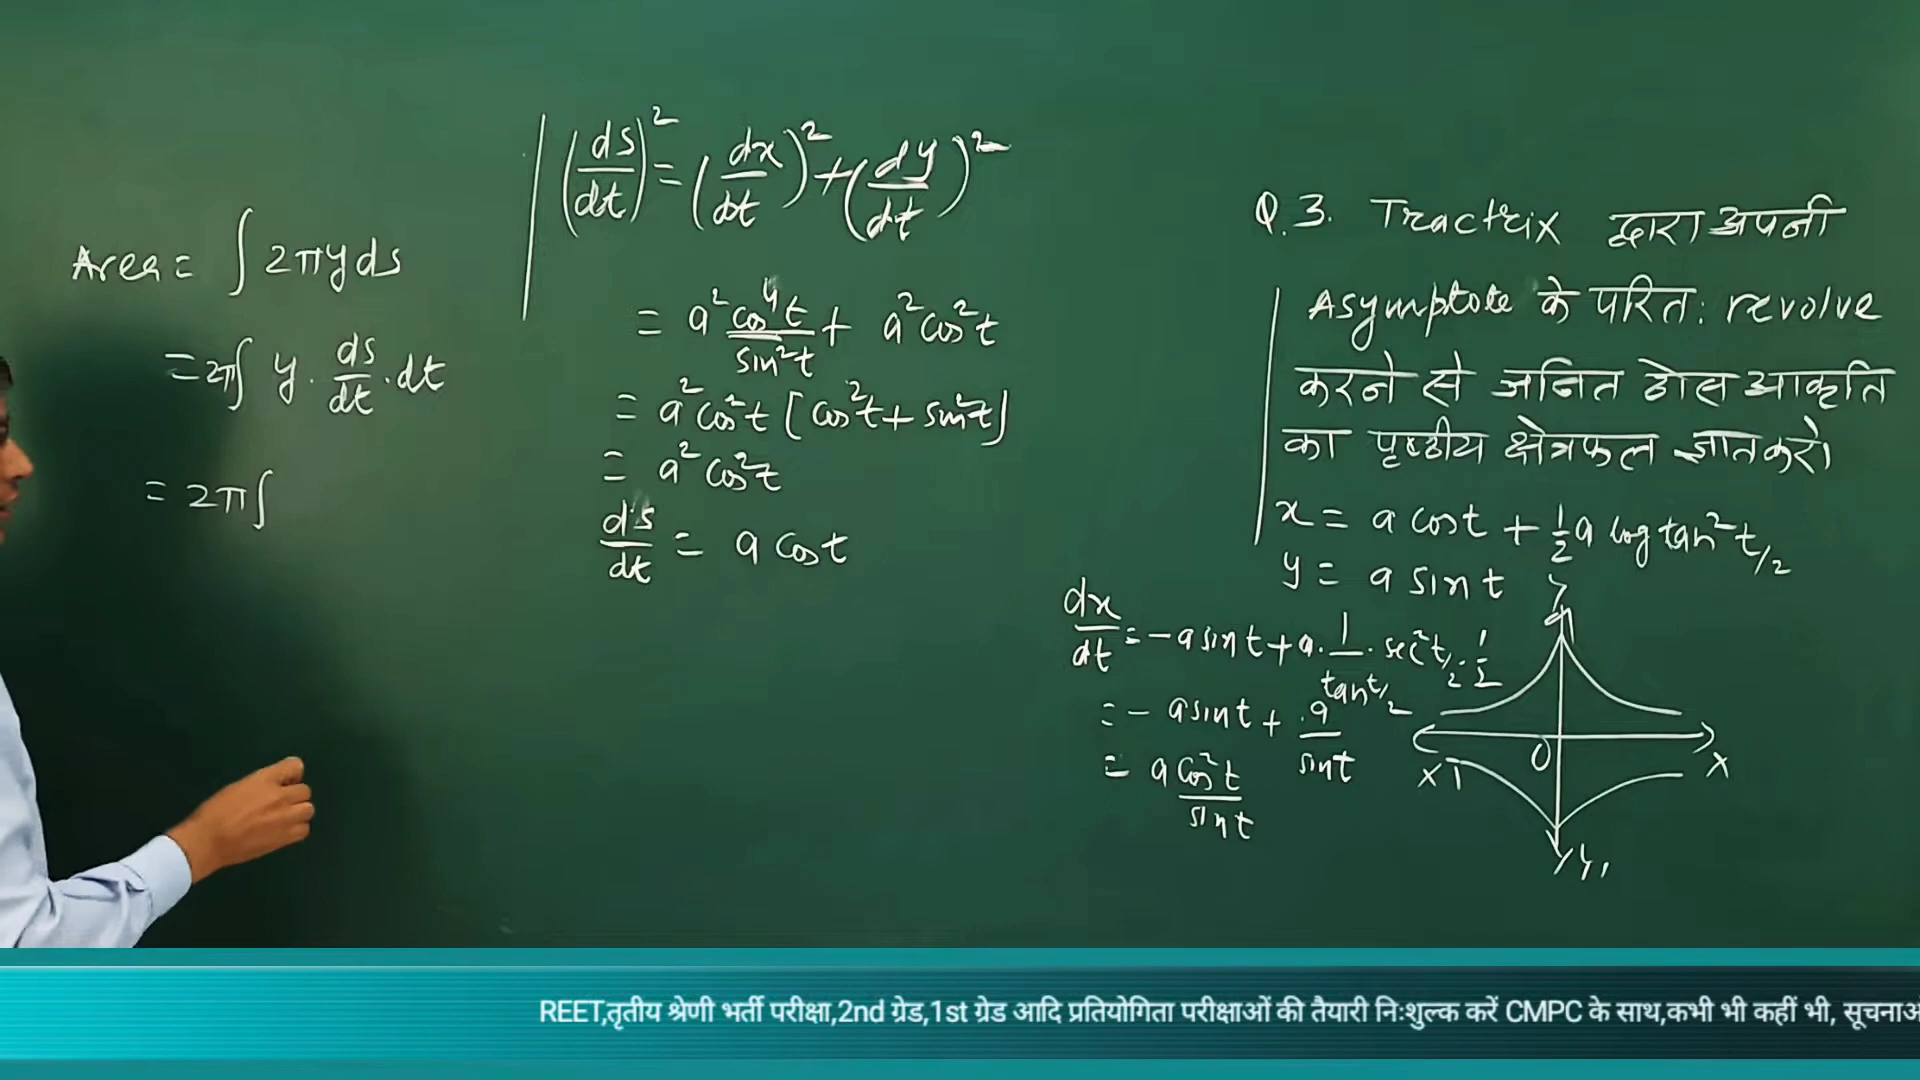 Area = ∫ 2πy ds
= 2π∫ y · ds/dt · dt
= 2π∫
(ds/dt)² = (dx/dt)² + (dy/dt)²
= a² cos⁴t/sin²t + a² cos²t
= a² cos²t [cos²t + sin²t]
= a² cos²t
ds/dt = a cos t
Q.3. Tractrix द्वारा अपनी
Asymptote के परित: revolve
करने से जनित ठोस आकृति
का पृष्ठीय क्षेत्रफल ज्ञात करो।
x = a cos t + 1/2 a log tan² t/2
y = a sin t
dx/dt = - a sin t + a · 1/tan t/2 · sec² t/2 · 1/2
= - a sin t + a/sin t
= a cos²t/sin t
Y
O
X
X1
Y1
REET,तृतीय श्रेणी भर्ती परीक्षा,2nd ग्रेड,1st ग्रेड आदि प्रतियोगिता परीक्षाओं की तैयारी निःशुल्क करें CMPC के साथ,कभी भी कहीं भी, सूचनाअ